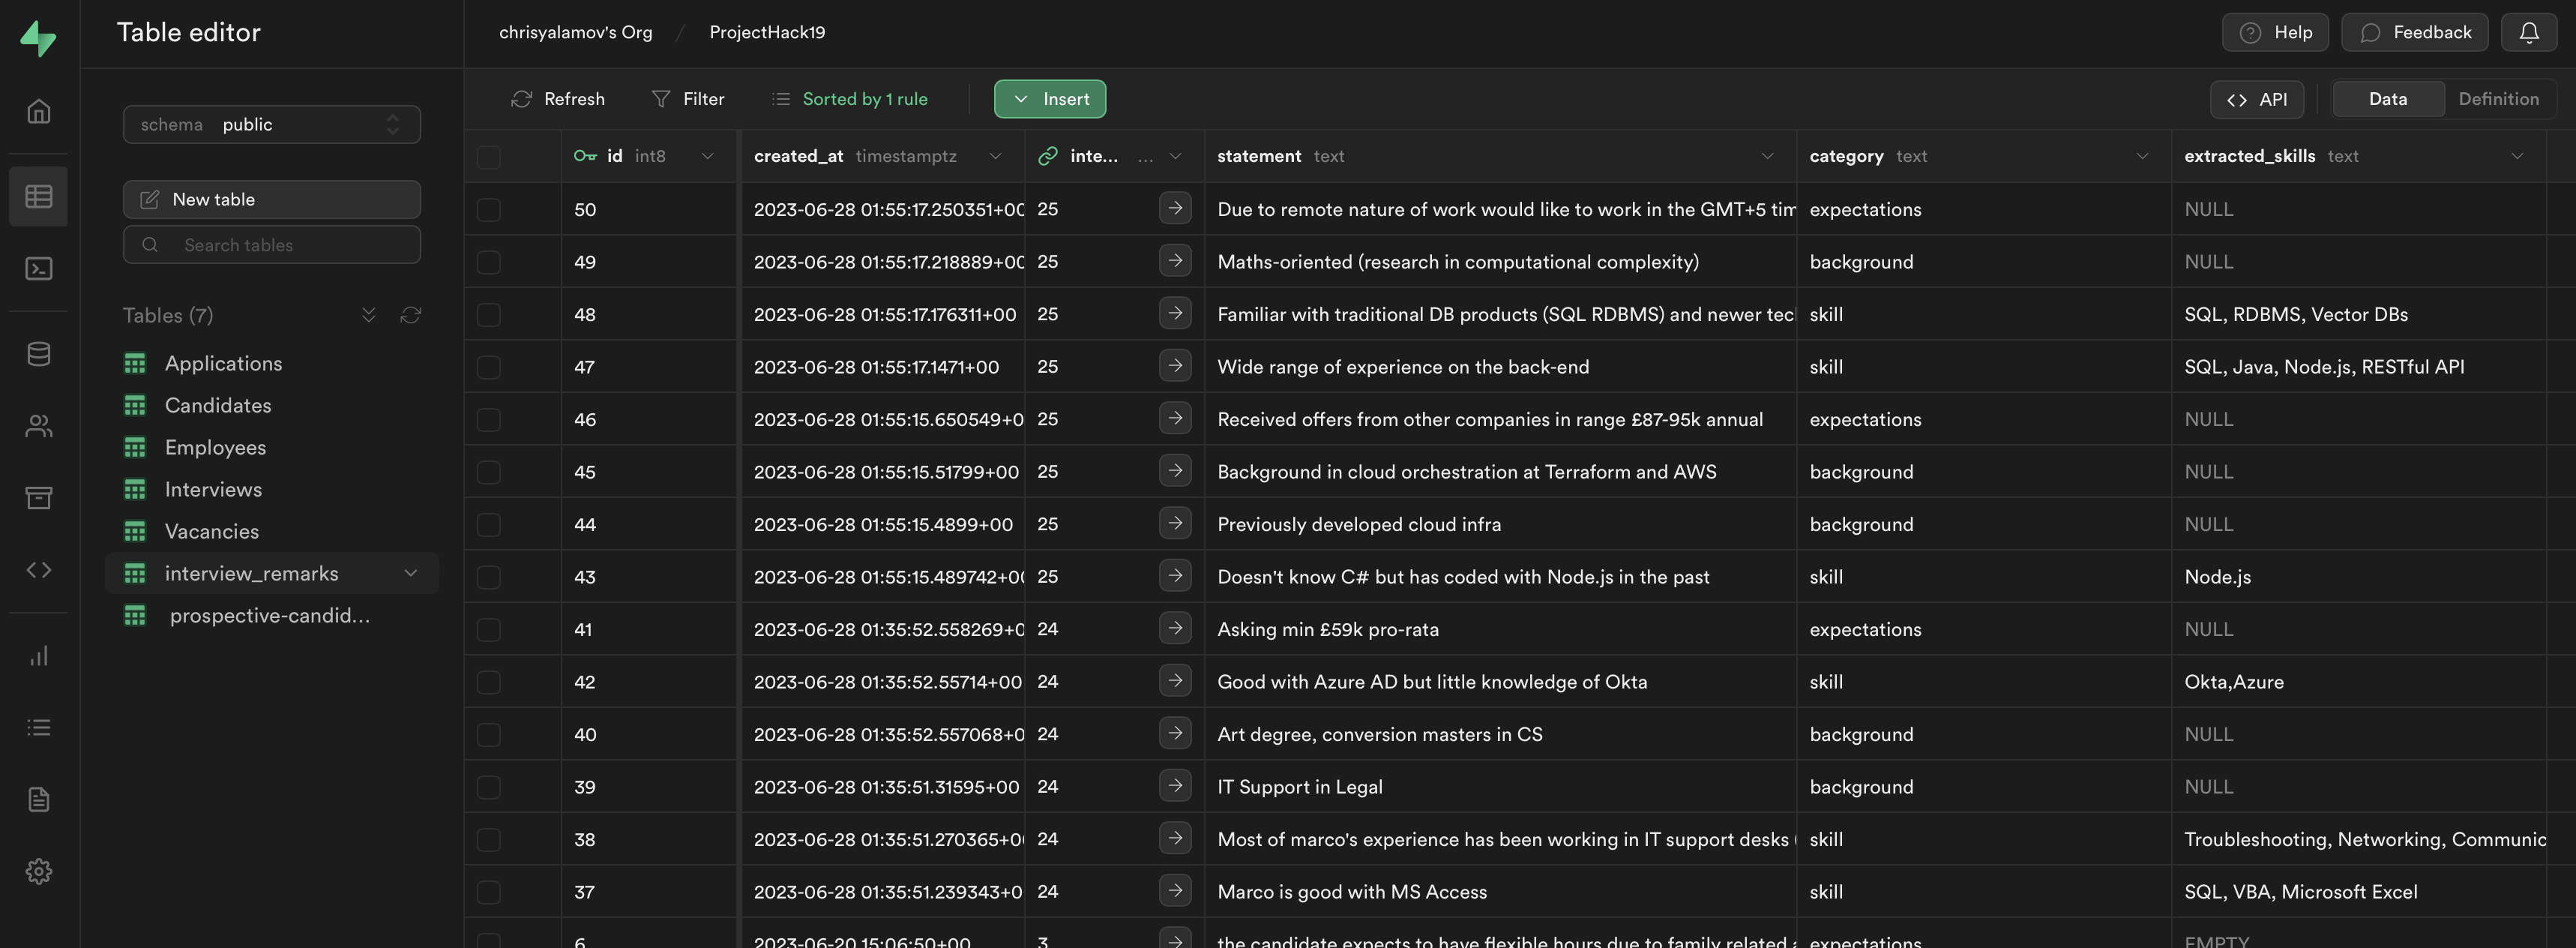 Table editor
chrisyalamov's Org / ProjectHack19
Help
Feedback
schema public
New table
Search tables
Tables (7)
Applications
Candidates
Employees
Interviews
Vacancies
interview_remarks
prospective-candid...
Refresh Filter Sorted by 1 rule Insert
API Data Definition
id int8 created_at timestamptz inte... ... statement text category text extracted_skills text
50 2023-06-28 01:55:17.250351+00 25 Due to remote nature of work would like to work in the GMT+5 tim expectations NULL
49 2023-06-28 01:55:17.218889+00 25 Maths-oriented (research in computational complexity) background NULL
48 2023-06-28 01:55:17.176311+00 25 Familiar with traditional DB products (SQL RDBMS) and newer tec skill SQL, RDBMS, Vector DBs
47 2023-06-28 01:55:17.1471+00 25 Wide range of experience on the back-end skill SQL, Java, Node.js, RESTful API
46 2023-06-28 01:55:15.650549+0 25 Received offers from other companies in range £87-95k annual expectations NULL
45 2023-06-28 01:55:15.51799+00 25 Background in cloud orchestration at Terraform and AWS background NULL
44 2023-06-28 01:55:15.4899+00 25 Previously developed cloud infra background NULL
43 2023-06-28 01:55:15.489742+00 25 Doesn't know C# but has coded with Node.js in the past skill Node.js
41 2023-06-28 01:35:52.558269+0 24 Asking min £59k pro-rata expectations NULL
42 2023-06-28 01:35:52.55714+00 24 Good with Azure AD but little knowledge of Okta skill Okta,Azure
40 2023-06-28 01:35:52.557068+0 24 Art degree, conversion masters in CS background NULL
39 2023-06-28 01:35:51.31595+00 24 IT Support in Legal background NULL
38 2023-06-28 01:35:51.270365+00 24 Most of marco's experience has been working in IT support desks ( skill Troubleshooting, Networking, Communic
37 2023-06-28 01:35:51.239343+0 24 Marco is good with MS Access skill SQL, VBA, Microsoft Excel
6 2023-06-20 15:06:50+00 3 the candidate expects to have flexible hours due to family related expectations EMPTY